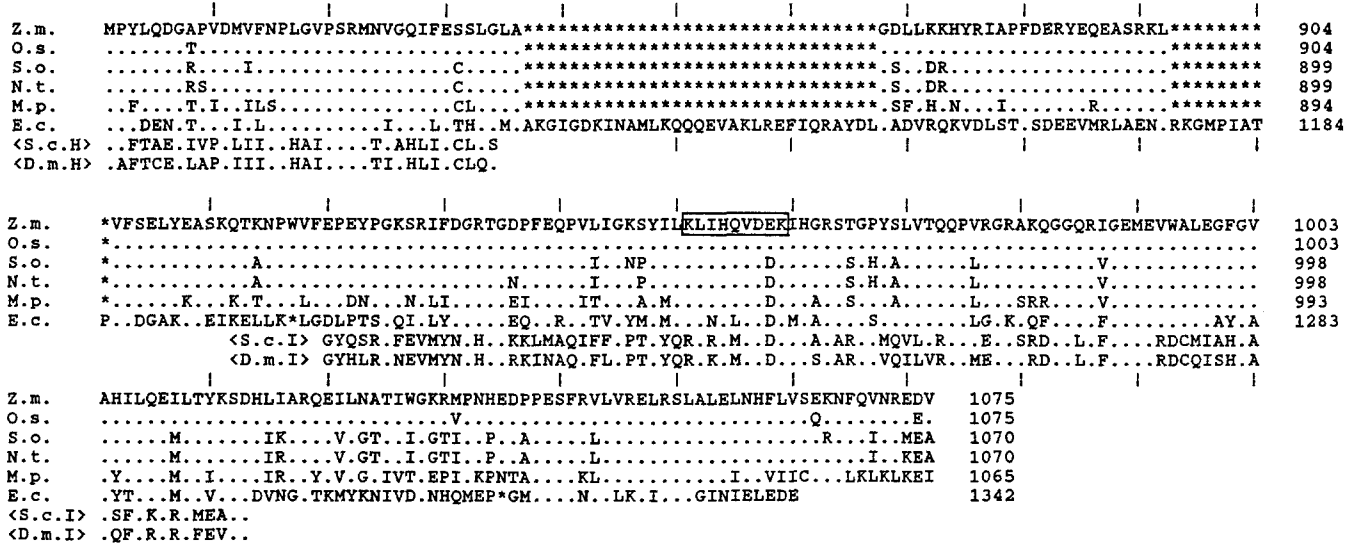 Z.m. MPYLQDGAPVDMVFNPLGVPSRMNVGQIFESSLGLA*******************************GDLLKKHYRIAPFDERYEQEASRKL******** 904
O.s. .......T............................*******************************.........................******** 904
S.o. .......R....I.................C.....*******************************.S..DR...................******** 899
N.t. .......RS.....................C.....*******************************.S..DR...................******** 899
M.p. ..F....T.I..ILS...............CL....*******************************.SF.H.N...I.......R......******** 894
E.c. ...DEN.T...I.L..........I...L.TH..M.AKGIGDKINAMLKQQQEVAKLREFIQRAYDL.ADVRQKVDLST.SDEEVMRLAEN.RKGMPIAT 1184
<S.c.H> ..FTAE.IVP.LII..HAI....T.AHLI.CL.S
<D.m.H> .AFTCE.LAP.III..HAI....TI.HLI.CLQ.
Z.m. *VFSELYEASKQTKNPWVFEPEYPGKSRIFDGRTGDPFEQPVLIGKSYILKLIHQVDEKIHGRSTGPYSLVTQQPVRGRAKQGGQRIGEMEVWALEGFGV 1003
O.s. *................................................................................................... 1003
S.o. *............A............................I..NP..........D......S.H.A......L..........V............. 998
N.t. *............A.....................N......I...P..........D......S.H.A......L..........V............. 998
M.p. *......K...K.T...L...DN...N.LI.....EI....IT...A.M........D...A...S...A......L...SRR....V............. 993
E.c. P..DGAK..EIKELLK*LGDLPTS.QI.LY.....EQ..R..TV.YM.M...N.L..D.M.A....S........LG.K.QF....F.........AY.A 1283
<S.c.I> GYQSR.FEVMYN.H..KKLMAQIFF.PT.YQR.R.M..D...S.AR..MQVL.R...E..SRD..L.F....RDCMIAH.A
<D.m.I> GYHLR.NEVMYN.H..RKINAQ.FL.PT.YQR.K.M..D...S.AR..VQILVR...ME...RD..L.F....RDCQISH.A
Z.m. AHILQEILTYKSDHLIARQEILNATIWGKRMPNHEDPPESFRVLVRELRSLALELNHFLVSEKNFQVNREDV 1075
O.s. ..............................V..............................Q........E. 1075
S.o. ......M.......IK....V.GT..I.GTI..P..A.....L...................R...I..MEA 1070
N.t. ......M.......IR....V.GT..I.GTI..P..A.....L.......................I..KEA 1070
M.p. .Y....M..I....IR..Y.V.G.IVT.EPI.KPNTA....KL...........I..VIIC...LKLKLKEI 1065
E.c. .YT...M..V...DVNG.TKMYKNIVD.NHQMEP*GM....N..LK.I...GINIELEDE 1342
<S.c.I> .SF.K.R.MEA..
<D.m.I> .QF.R.R.FEV..